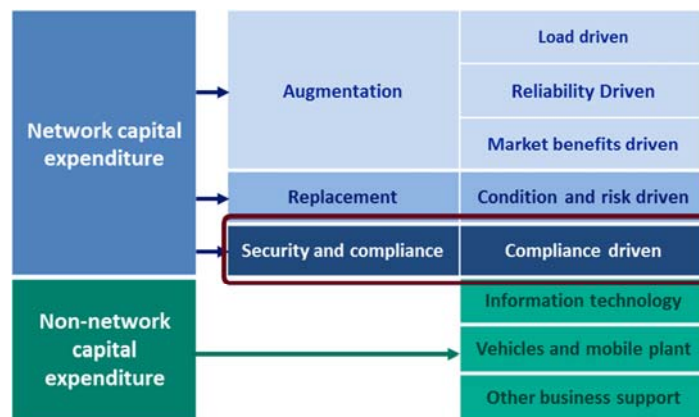 Network capital
expenditure
Augmentation
Load driven
Reliability Driven
Market benefits driven
Replacement
Condition and risk driven
Security and compliance
Compliance driven
Non-network
capital
expenditure
Information technology
Vehicles and mobile plant
Other business support